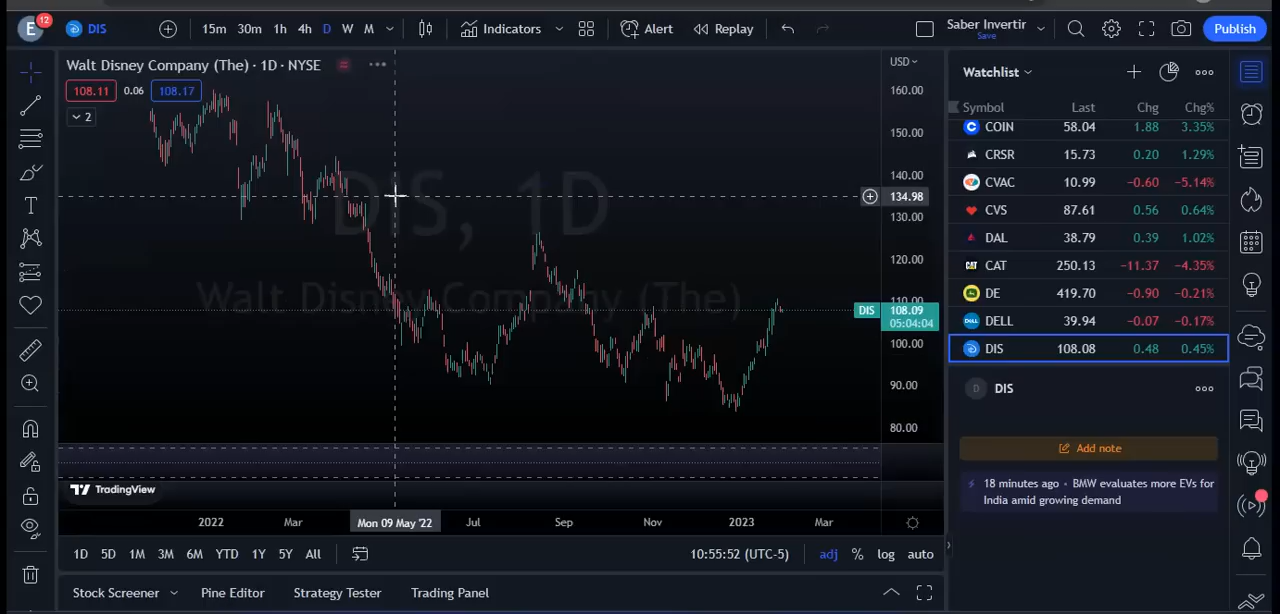 E
12
DIS
15m 30m 1h 4h D W M
Indicators
Alert
Replay
Saber Invertir
Save
Publish
Walt Disney Company (The) · 1D · NYSE
108.11 0.06 108.17
2
DIS, 1D
Walt Disney Company (The)
USD
160.00
150.00
140.00
134.98
130.00
120.00
110.00
DIS 108.09
05:04:04
100.00
90.00
80.00
TradingView
2022 Mar Mon 09 May '22 Jul Sep Nov 2023 Mar
1D 5D 1M 3M 6M YTD 1Y 5Y All
10:55:52 (UTC-5) adj % log auto
Stock Screener Pine Editor Strategy Tester Trading Panel
Watchlist
Symbol Last Chg Chg%
COIN 58.04 1.88 3.35%
CRSR 15.73 0.20 1.29%
CVAC 10.99 −0.60 −5.14%
CVS 87.61 0.56 0.64%
DAL 38.79 0.39 1.02%
CAT CAT 250.13 −11.37 −4.35%
DE 419.70 −0.90 −0.21%
DELL DELL 39.94 −0.07 −0.17%
DIS 108.08 0.48 0.45%
D DIS
Add note
18 minutes ago · BMW evaluates more EVs for
India amid growing demand